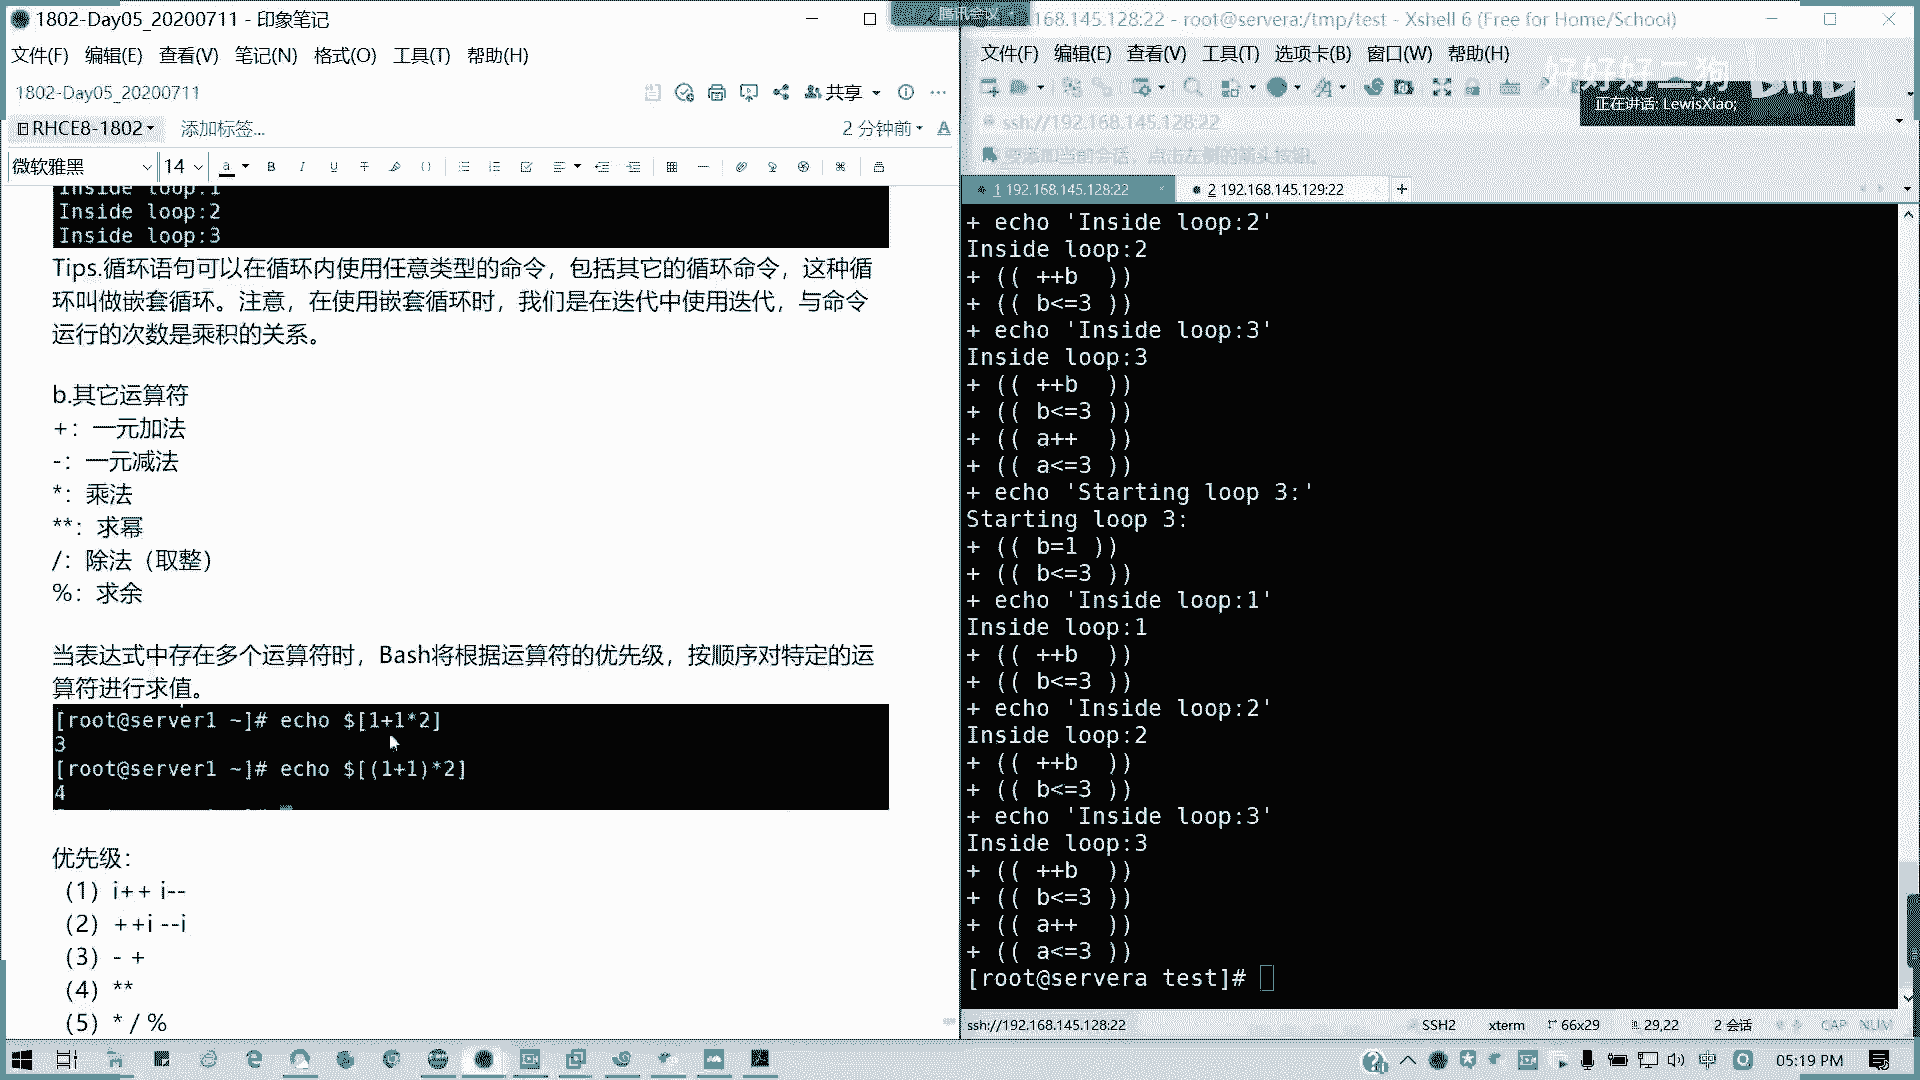 1802-Day05_20200711 - 印象笔记
文件(F) 编辑(E) 查看(V) 笔记(N) 格式(O) 工具(T) 帮助(H)
1802-Day05_20200711
共享
RHCE8-1802
添加标签...
2 分钟前
微软雅黑 14
Inside loop:1
Inside loop:2
Inside loop:3
Tips.循环语句可以在循环内使用任意类型的命令，包括其它的循环命令，这种循
环叫做嵌套循环。注意，在使用嵌套循环时，我们是在迭代中使用迭代，与命令
运行的次数是乘积的关系。
b.其它运算符
+：一元加法
-：一元减法
*：乘法
**：求幂
/：除法（取整）
%：求余
当表达式中存在多个运算符时，Bash将根据运算符的优先级，按顺序对特定的运
算符进行求值。
[root@server1 ~]# echo $[1+1*2]
3
[root@server1 ~]# echo $[(1+1)*2]
4
优先级：
（1）i++ i--
（2）++i --i
（3）- +
（4）**
（5）* / %
腾讯会议
168.145.128:22 - root@servera:/tmp/test - Xshell 6 (Free for Home/School)
文件(F) 编辑(E) 查看(V) 工具(T) 选项卡(B) 窗口(W) 帮助(H)
好好好二狗
bilibili
正在讲话: LewisXiao;
ssh://192.168.145.128:22
要添加当前会话，点击左侧的箭头按钮。
1 192.168.145.128:22
2 192.168.145.129:22
+ echo 'Inside loop:2'
Inside loop:2
+ (( ++b  ))
+ (( b<=3 ))
+ echo 'Inside loop:3'
Inside loop:3
+ (( ++b  ))
+ (( b<=3 ))
+ (( a++  ))
+ (( a<=3 ))
+ echo 'Starting loop 3:'
Starting loop 3:
+ (( b=1 ))
+ (( b<=3 ))
+ echo 'Inside loop:1'
Inside loop:1
+ (( ++b  ))
+ (( b<=3 ))
+ echo 'Inside loop:2'
Inside loop:2
+ (( ++b  ))
+ (( b<=3 ))
+ echo 'Inside loop:3'
Inside loop:3
+ (( ++b  ))
+ (( b<=3 ))
+ (( a++  ))
+ (( a<=3 ))
[root@servera test]#
ssh://192.168.145.128:22 SSH2 xterm 66x29 29,22 2 会话 CAP NUM
中
05:19 PM